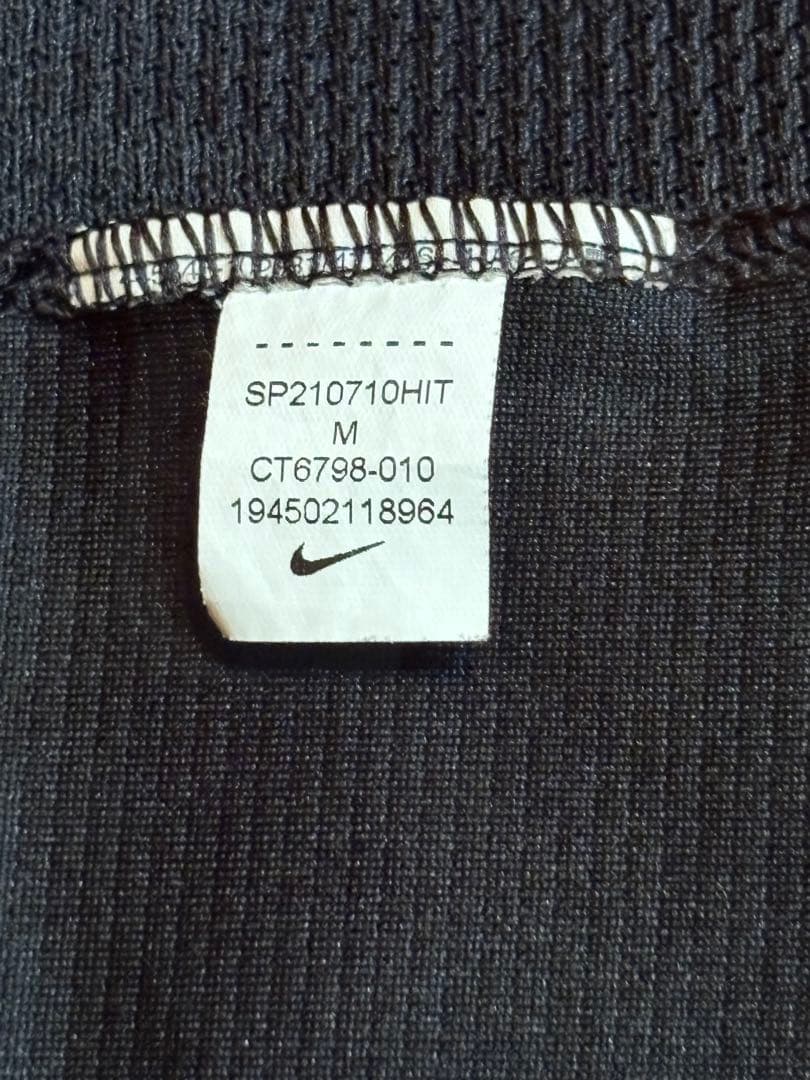 --------
SP210710HIT
M
CT6798-010
194502118964